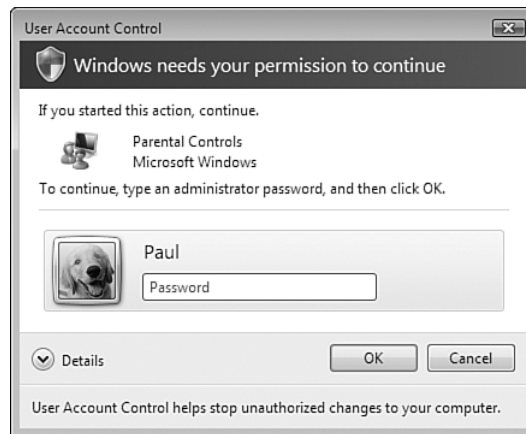 User Account Control
Windows needs your permission to continue
If you started this action, continue.
Parental Controls
Microsoft Windows
To continue, type an administrator password, and then click OK.
Paul
Password
Details
OK
Cancel
User Account Control helps stop unauthorized changes to your computer.